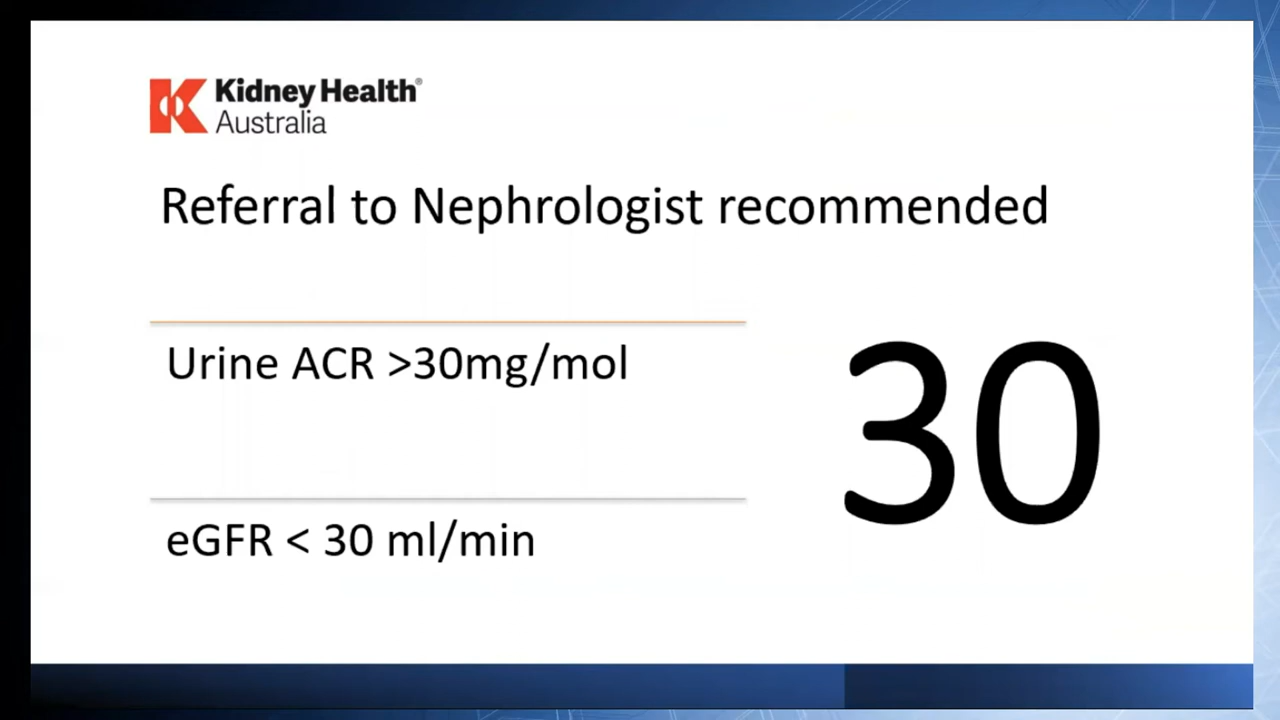 Kidney Health®
Australia
Referral to Nephrologist recommended
Urine ACR >30mg/mol
30
eGFR < 30 ml/min